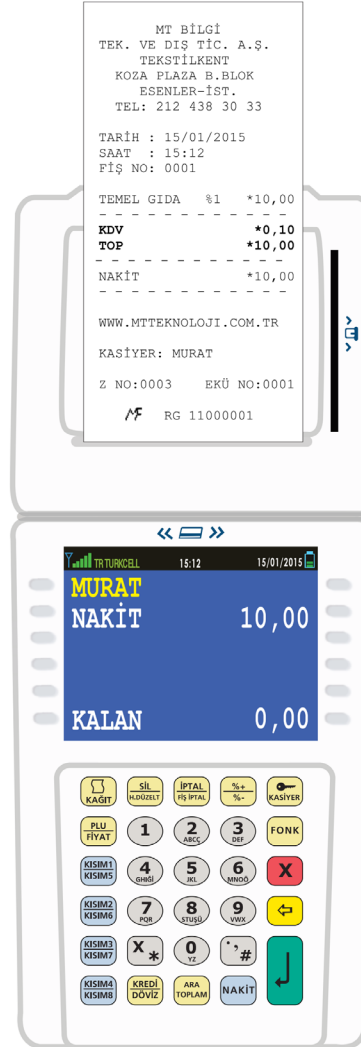 MT BİLGİ
TEK. VE DIŞ TİC. A.Ş.
TEKSTİLKENT
KOZA PLAZA B.BLOK
ESENLER-İST.
TEL: 212 438 30 33
TARİH : 15/01/2015
SAAT : 15:12
FİŞ NO: 0001
TEMEL GIDA %1 *10,00
KDV *0,10
TOP *10,00
NAKİT *10,00
WWW.MTTEKNOLOJI.COM.TR
KASİYER: MURAT
Z NO:0003 EKÜ NO:0001
MF RG 11000001
TR TURKCELL 15:12 15/01/2015
MURAT
NAKİT 10,00
KALAN 0,00
KAĞIT SİL H.DÜZELT İPTAL FİŞ İPTAL %+ %- KASİYER
PLU FİYAT 1 2 ABCÇ 3 DEF FONK
KISIM1 KISIM5 4 GHIĞİ 5 JKL 6 MNOÖ X
KISIM2 KISIM6 7 PQR 8 STUŞÜ 9 VWX
KISIM3 KISIM7 X * 0 YZ . , #
KISIM4 KISIM8 KREDİ DÖVİZ ARA TOPLAM NAKİT